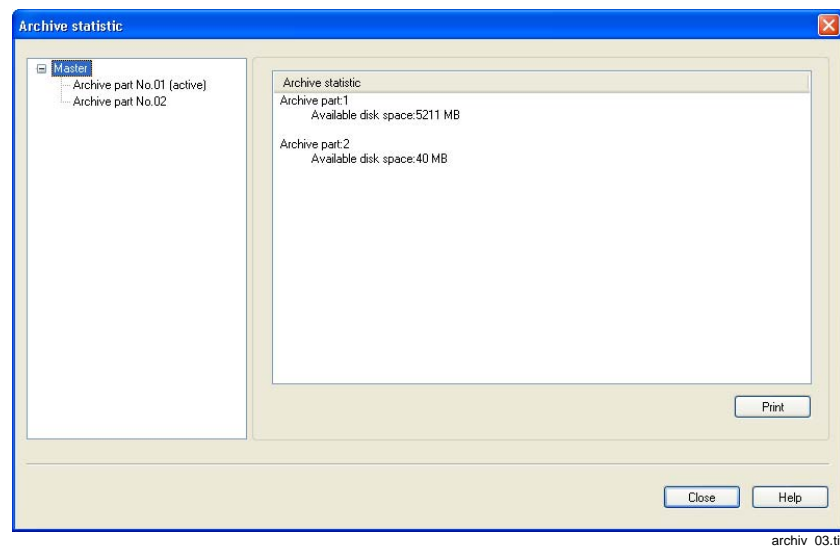 Archive statistic
Master
Archive part No.01 (active)
Archive part No.02
Archive statistic
Archive part:1
Available disk space:5211 MB
Archive part:2
Available disk space:40 MB
Print
Close
Help
archiv_03.ti